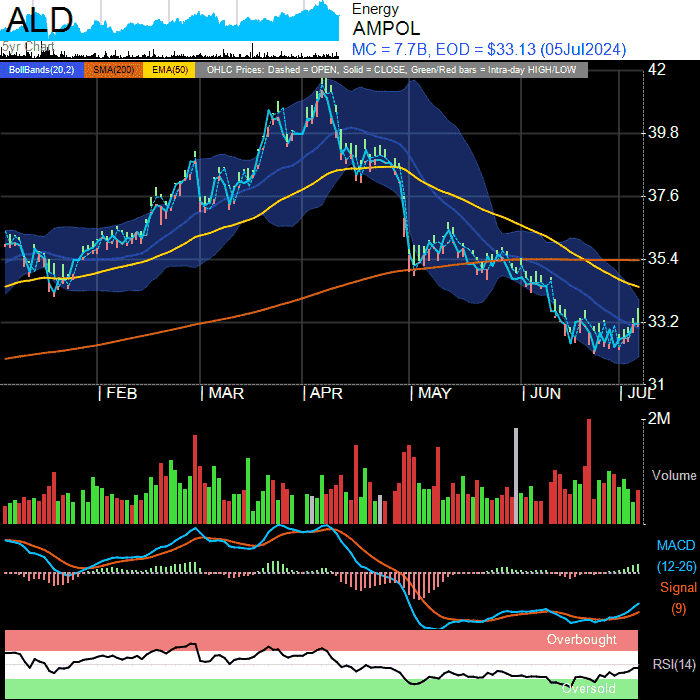 ALD
5yr Chart
Energy
AMPOL
MC = 7.7B, EOD = $33.13 (05Jul2024)
BollBands(20,2) SMA(200) EMA(50) OHLC Prices: Dashed = OPEN, Solid = CLOSE, Green/Red bars = Intra-day HIGH/LOW
42
39.8
37.6
35.4
33.2
31
FEB MAR APR MAY JUN JUL
2M
Volume
MACD
(12-26)
Signal
(9)
Overbought
RSI(14)
Oversold